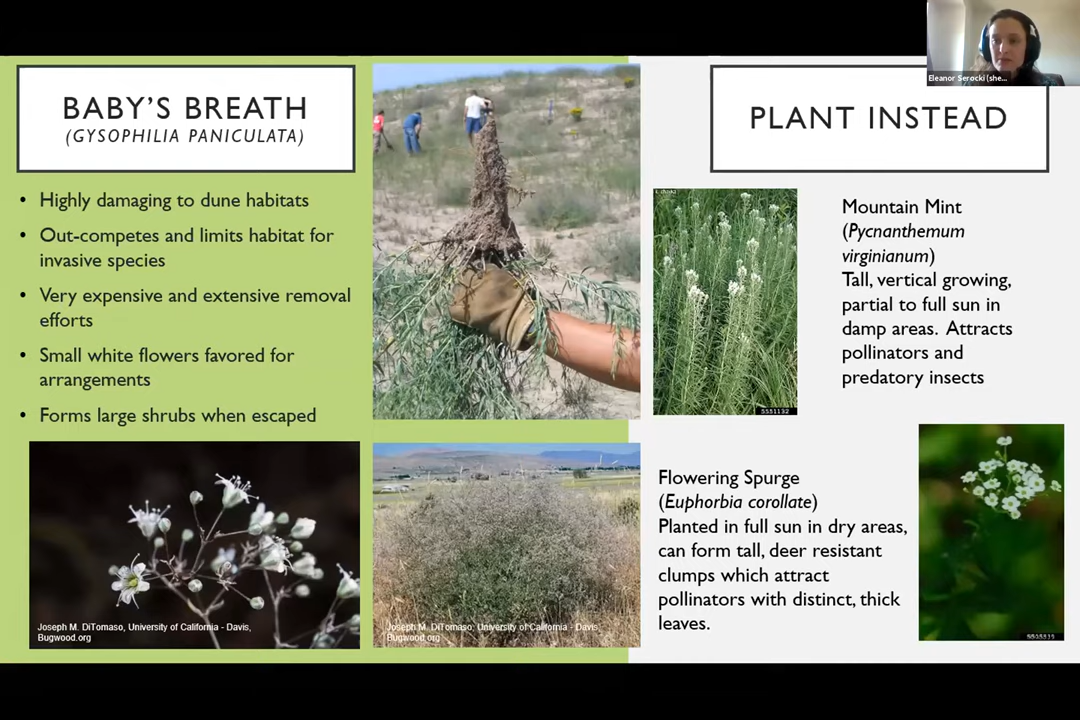 Eleanor Serocki (she...
BABY'S BREATH
(GYSOPHILIA PANICULATA)
• Highly damaging to dune habitats
• Out-competes and limits habitat for
invasive species
• Very expensive and extensive removal
efforts
• Small white flowers favored for
arrangements
• Forms large shrubs when escaped
Joseph M. DiTomaso, University of California - Davis,
Bugwood.org
Joseph M. DiTomaso, University of California - Davis,
Bugwood.org
PLANT INSTEAD
Mountain Mint
(Pycnanthemum
virginianum)
Tall, vertical growing,
partial to full sun in
damp areas. Attracts
pollinators and
predatory insects
5551132
Flowering Spurge
(Euphorbia corollate)
Planted in full sun in dry areas,
can form tall, deer resistant
clumps which attract
pollinators with distinct, thick
leaves.